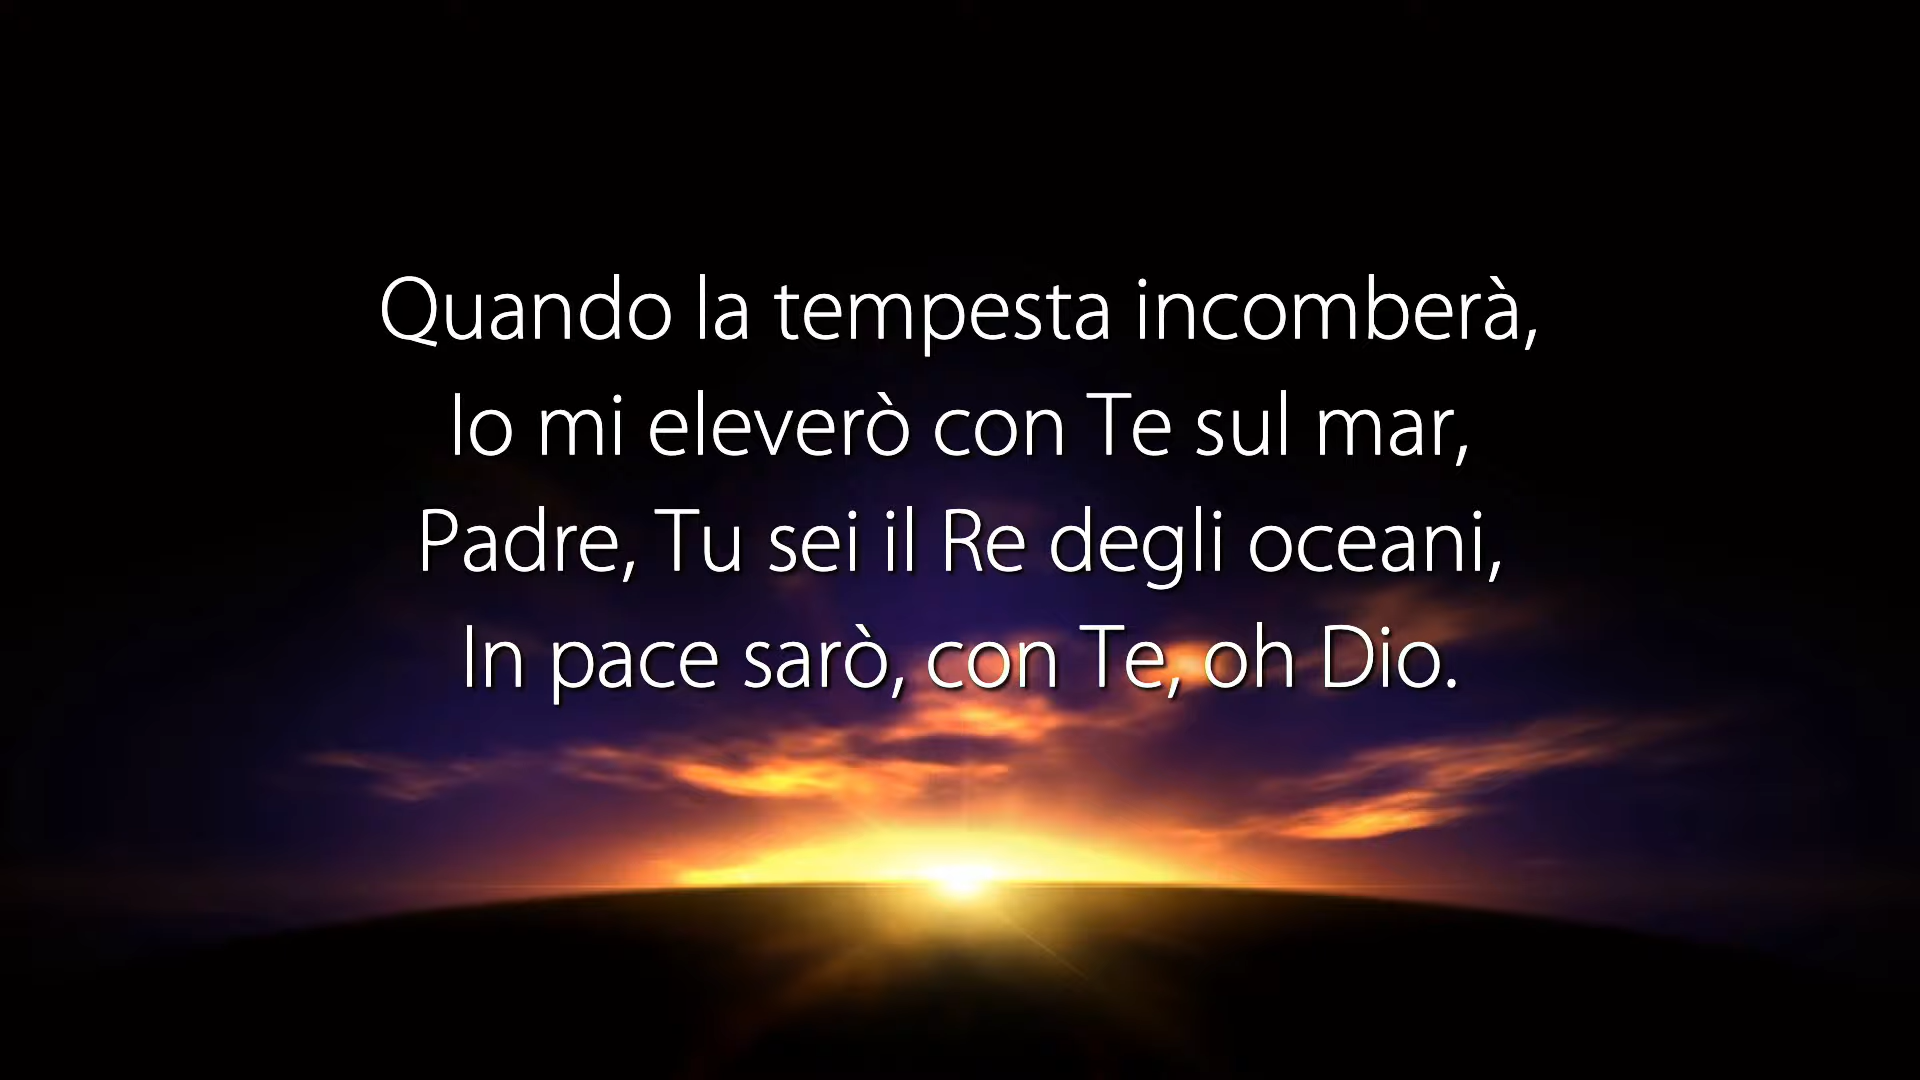 Quando la tempesta incomberà,
Io mi eleverò con Te sul mar,
Padre, Tu sei il Re degli oceani,
In pace sarò, con Te, oh Dio.